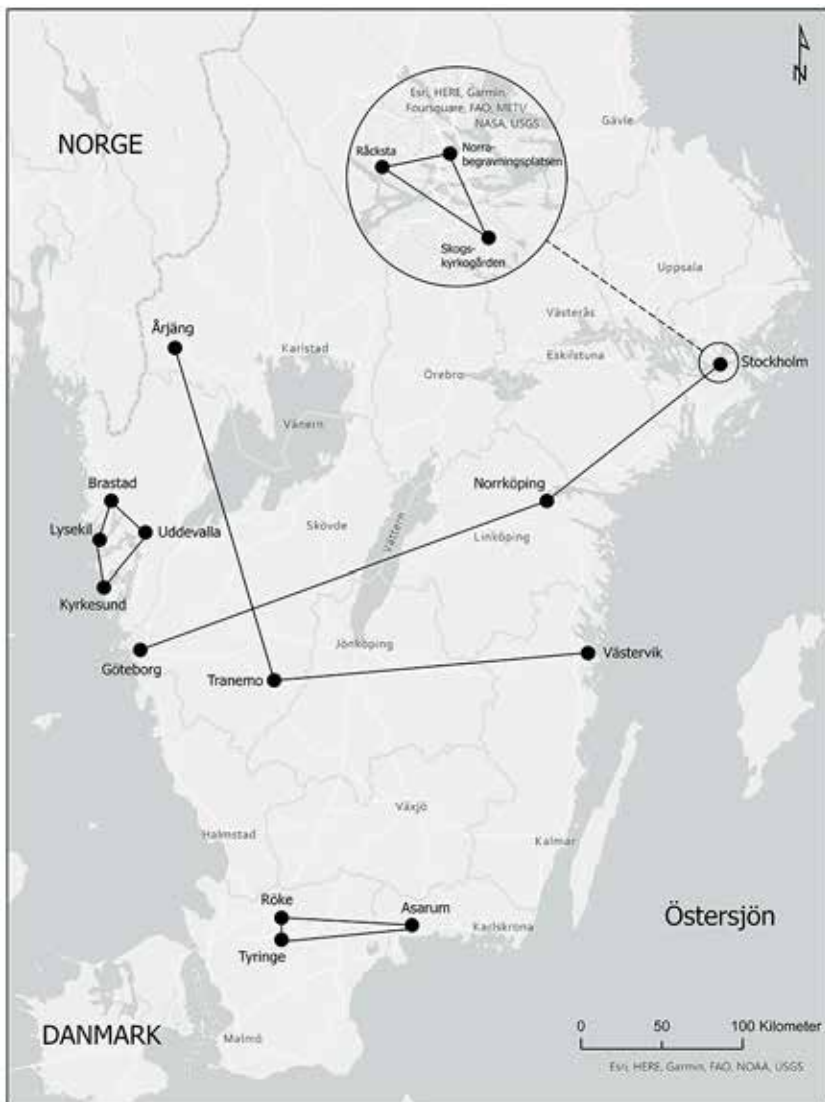 N
Esri, HERE, Garmin,
Foursquare, FAO, METI/
NASA, USGS
Gävle
NORGE
Råcksta
Norra-
begravningsplatsen
Skogs-
kyrkogården
Uppsala
Årjäng
Västerås
Karlstad
Eskilstuna
Stockholm
Örebro
Vänern
Brastad
Norrköping
Lysekil
Uddevalla
Skövde
Vättern
Linköping
Kyrkesund
Göteborg
Jönköping
Västervik
Tranemo
Växjö
Halmstad
Kalmar
Röke
Asarum
Östersjön
Karlskrona
Tyringe
DANMARK
Malmö
0 50 100 Kilometer
Esri, HERE, Garmin, FAO, NOAA, USGS